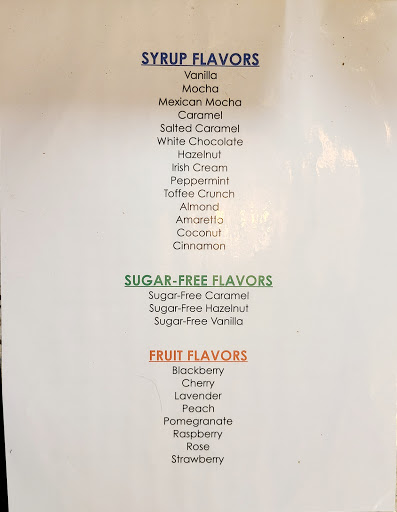 SYRUP FLAVORS
Vanilla
Mocha
Mexican Mocha
Caramel
Salted Caramel
White Chocolate
Hazelnut
Irish Cream
Peppermint
Toffee Crunch
Almond
Amaretto
Coconut
Cinnamon
SUGAR-FREE FLAVORS
Sugar-Free Caramel
Sugar-Free Hazelnut
Sugar-Free Vanilla
FRUIT FLAVORS
Blackberry
Cherry
Lavender
Peach
Pomegranate
Raspberry
Rose
Strawberry